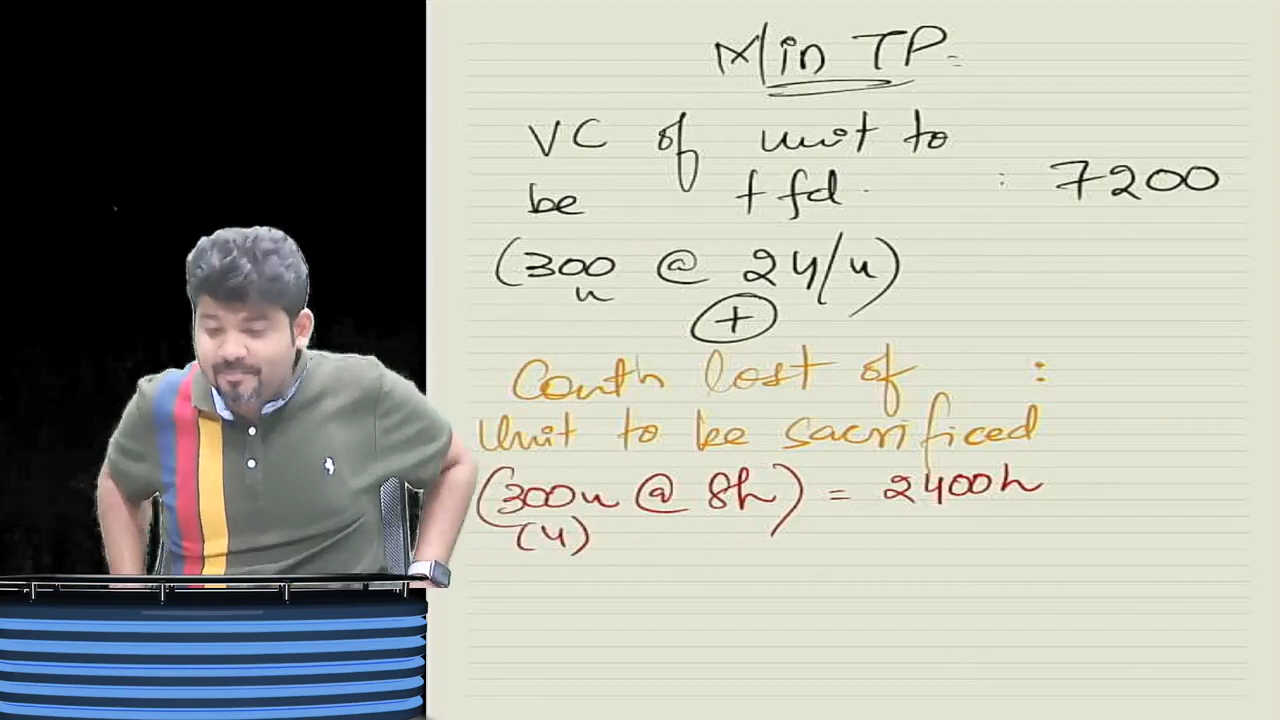 Min TP
VC of unit to
be tfd. : 7200
(300 @ 24/u)
u
+
Contn lost of :
unit to be sacrificed
(300u @ 8h) = 2400h
(4)